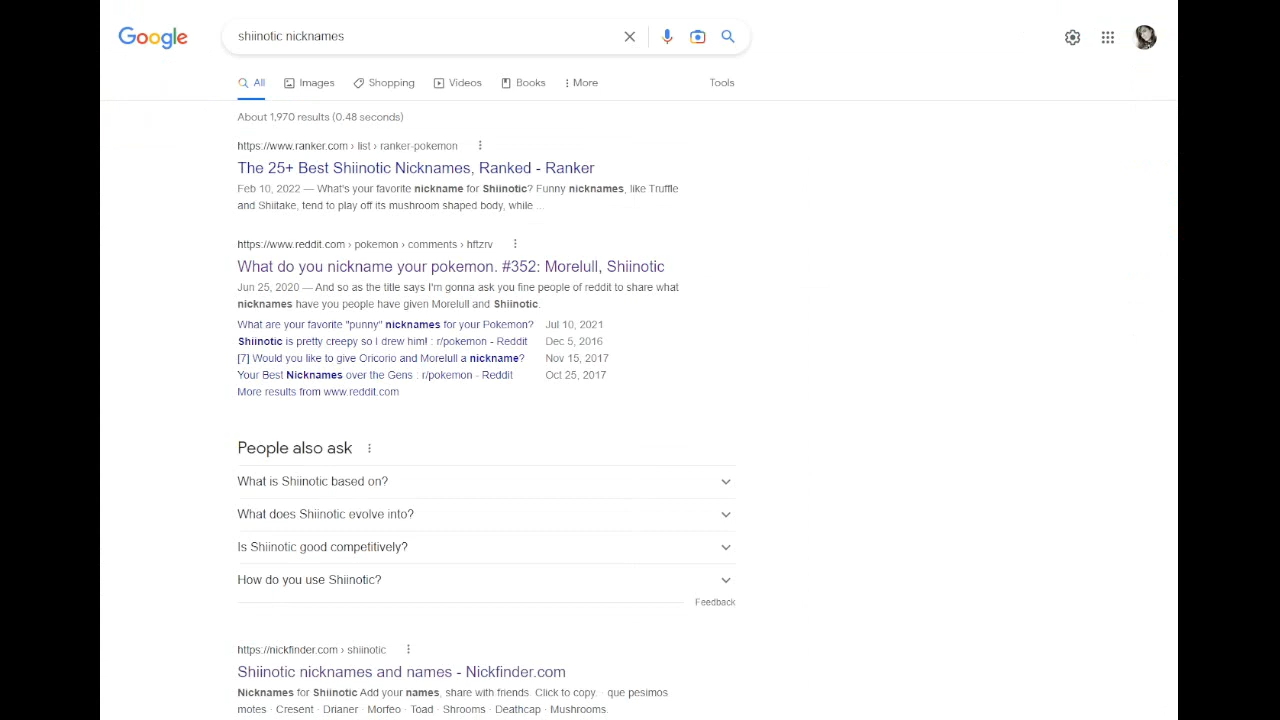 Google
shiinotic nicknames
All Images Shopping Videos Books More Tools
About 1,970 results (0.48 seconds)
https://www.ranker.com › list › ranker-pokemon
The 25+ Best Shiinotic Nicknames, Ranked - Ranker
Feb 10, 2022 — What's your favorite nickname for Shiinotic? Funny nicknames, like Truffle
and Shiitake, tend to play off its mushroom shaped body, while ...
https://www.reddit.com › pokemon › comments › hftzrv
What do you nickname your pokemon. #352: Morelull, Shiinotic
Jun 25, 2020 — And so as the title says I'm gonna ask you fine people of reddit to share what
nicknames have you people have given Morelull and Shiinotic.
What are your favorite "punny" nicknames for your Pokemon? Jul 10, 2021
Shiinotic is pretty creepy so I drew him! : r/pokemon - Reddit Dec 5, 2016
[7] Would you like to give Oricorio and Morelull a nickname? Nov 15, 2017
Your Best Nicknames over the Gens : r/pokemon - Reddit Oct 25, 2017
More results from www.reddit.com
People also ask
What is Shiinotic based on?
What does Shiinotic evolve into?
Is Shiinotic good competitively?
How do you use Shiinotic?
Feedback
https://nickfinder.com › shiinotic
Shiinotic nicknames and names - Nickfinder.com
Nicknames for Shiinotic Add your names, share with friends. Click to copy. · que pesimos
motes · Cresent · Drianer · Morfeo · Toad · Shrooms · Deathcap · Mushrooms.